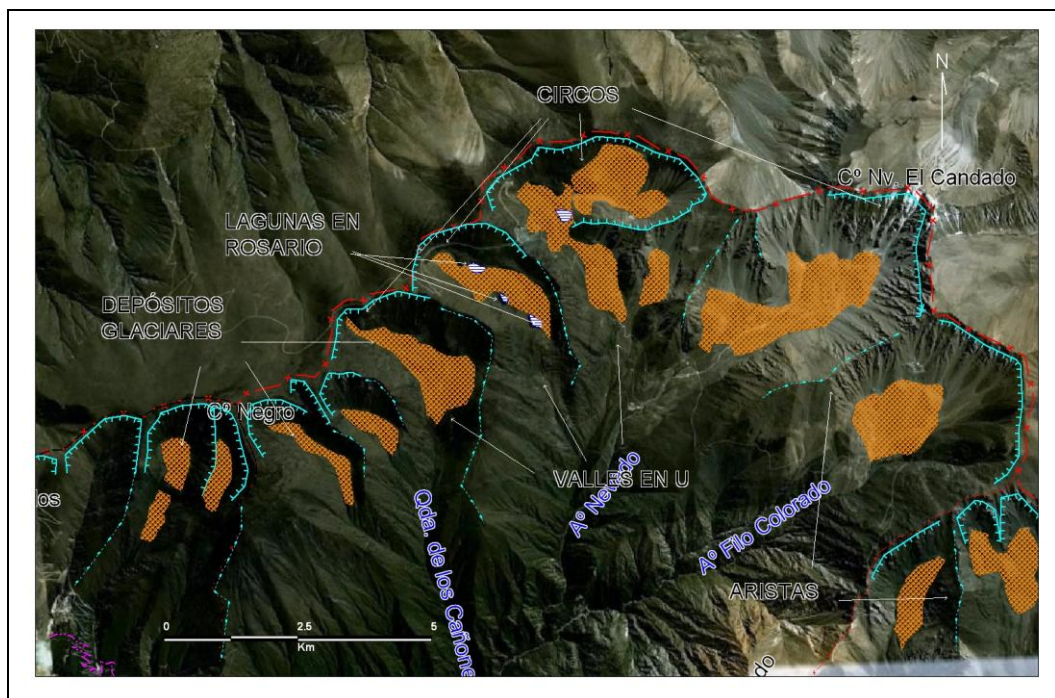 CIRCOS
N
Cº Nv. El Candado
LAGUNAS EN
ROSARIO
DEPÓSITOS
GLACIARES
Cº Negro
VALLES EN U
Aº Nevado
Aº Filo Colorado
Qda. de los Cañone
ARISTAS
os
0 2.5 5
Km
do